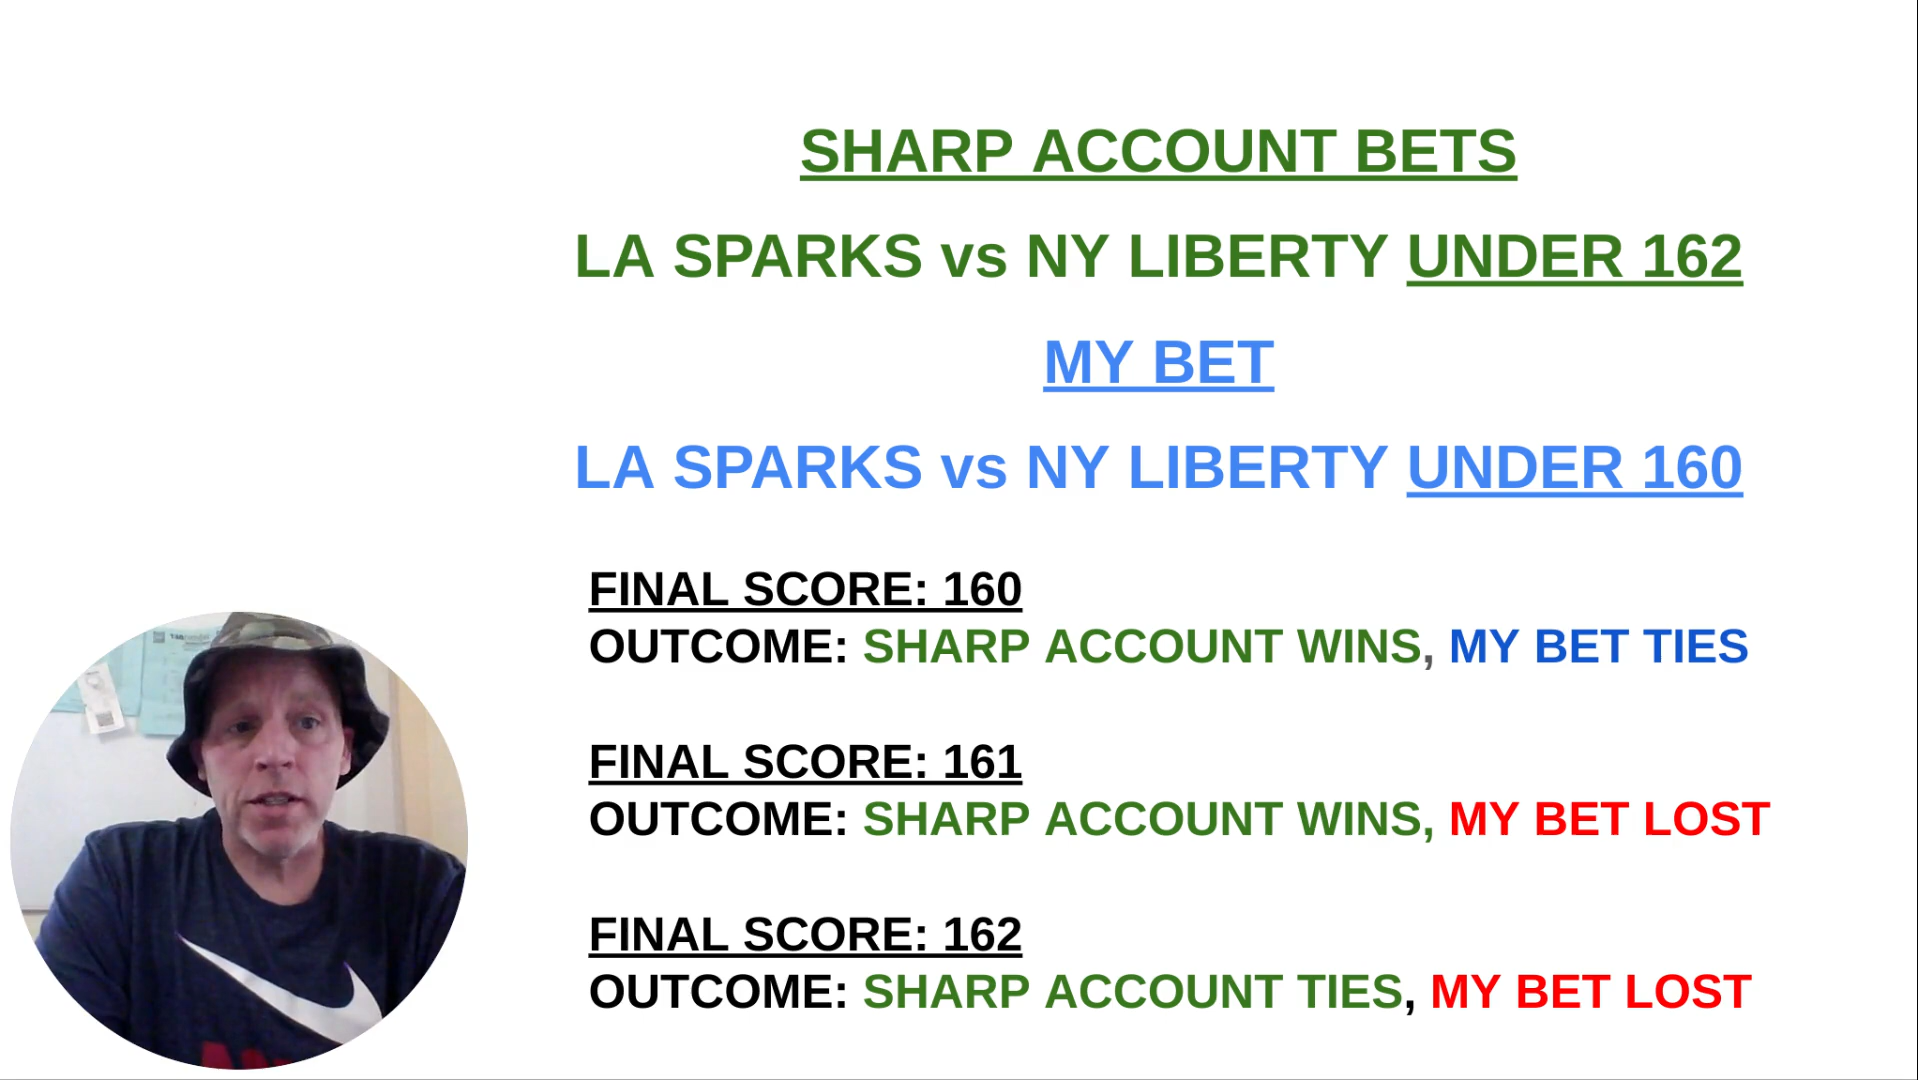 SHARP ACCOUNT BETS
LA SPARKS vs NY LIBERTY UNDER 162
MY BET
LA SPARKS vs NY LIBERTY UNDER 160
FINAL SCORE: 160
OUTCOME: SHARP ACCOUNT WINS, MY BET TIES
FINAL SCORE: 161
OUTCOME: SHARP ACCOUNT WINS, MY BET LOST
FINAL SCORE: 162
OUTCOME: SHARP ACCOUNT TIES, MY BET LOST